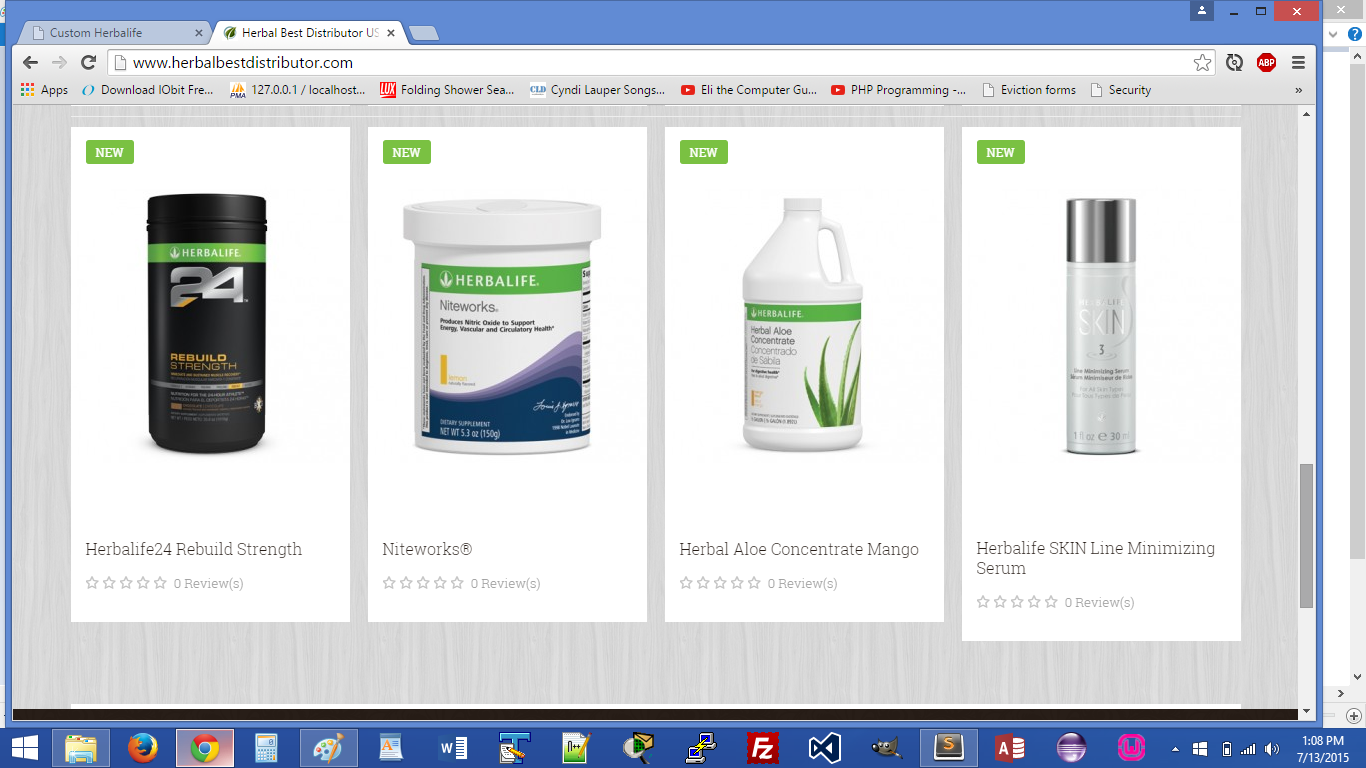 Custom Herbalife
Herbal Best Distributor US
www.herbalbestdistributor.com
ABP
Apps
Download IObit Fre...
PMA
127.0.0.1 / localhost...
LUX
Folding Shower Sea...
CLD
Cyndi Lauper Songs...
Eli the Computer Gu...
PHP Programming -...
Eviction forms
Security
»
NEW
NEW
NEW
NEW
HERBALIFE.
24
REBUILD
STRENGTH
HERBALIFE.
Niteworks®
Produces Nitric Oxide to Support
Energy, Vascular and Circulatory Health*
lemon
DIETARY SUPPLEMENT
NET WT 5.3 oz (150g)
HERBALIFE.
Herbal Aloe
Concentrate
Concentrado
de Sábila
HERBALIFE
SKIN
3
Line Minimizing Serum
1 fl oz e 30 ml
Herbalife24 Rebuild Strength
0 Review(s)
Niteworks®
0 Review(s)
Herbal Aloe Concentrate Mango
0 Review(s)
Herbalife SKIN Line Minimizing
Serum
0 Review(s)
1:08 PM
7/13/2015